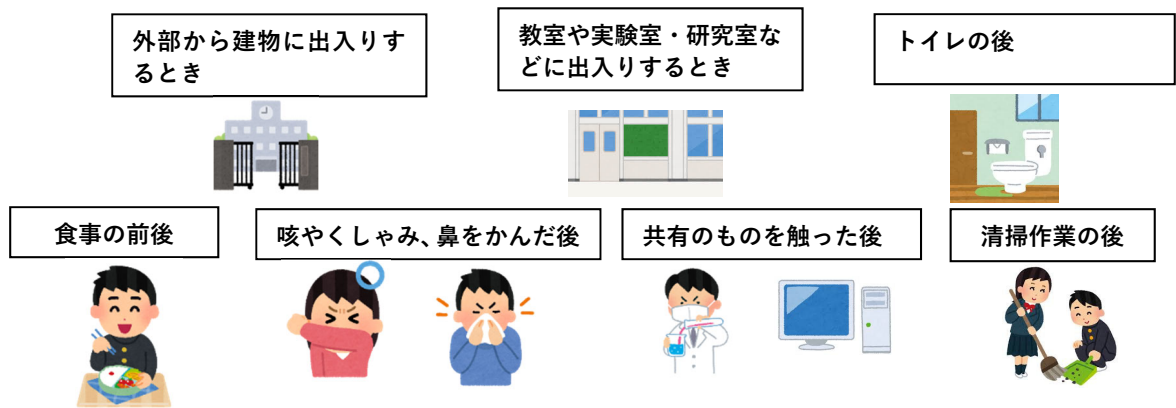 外部から建物に出入りす
るとき
教室や実験室・研究室な
どに出入りするとき
トイレの後
食事の前後
咳やくしゃみ、鼻をかんだ後
共有のものを触った後
清掃作業の後